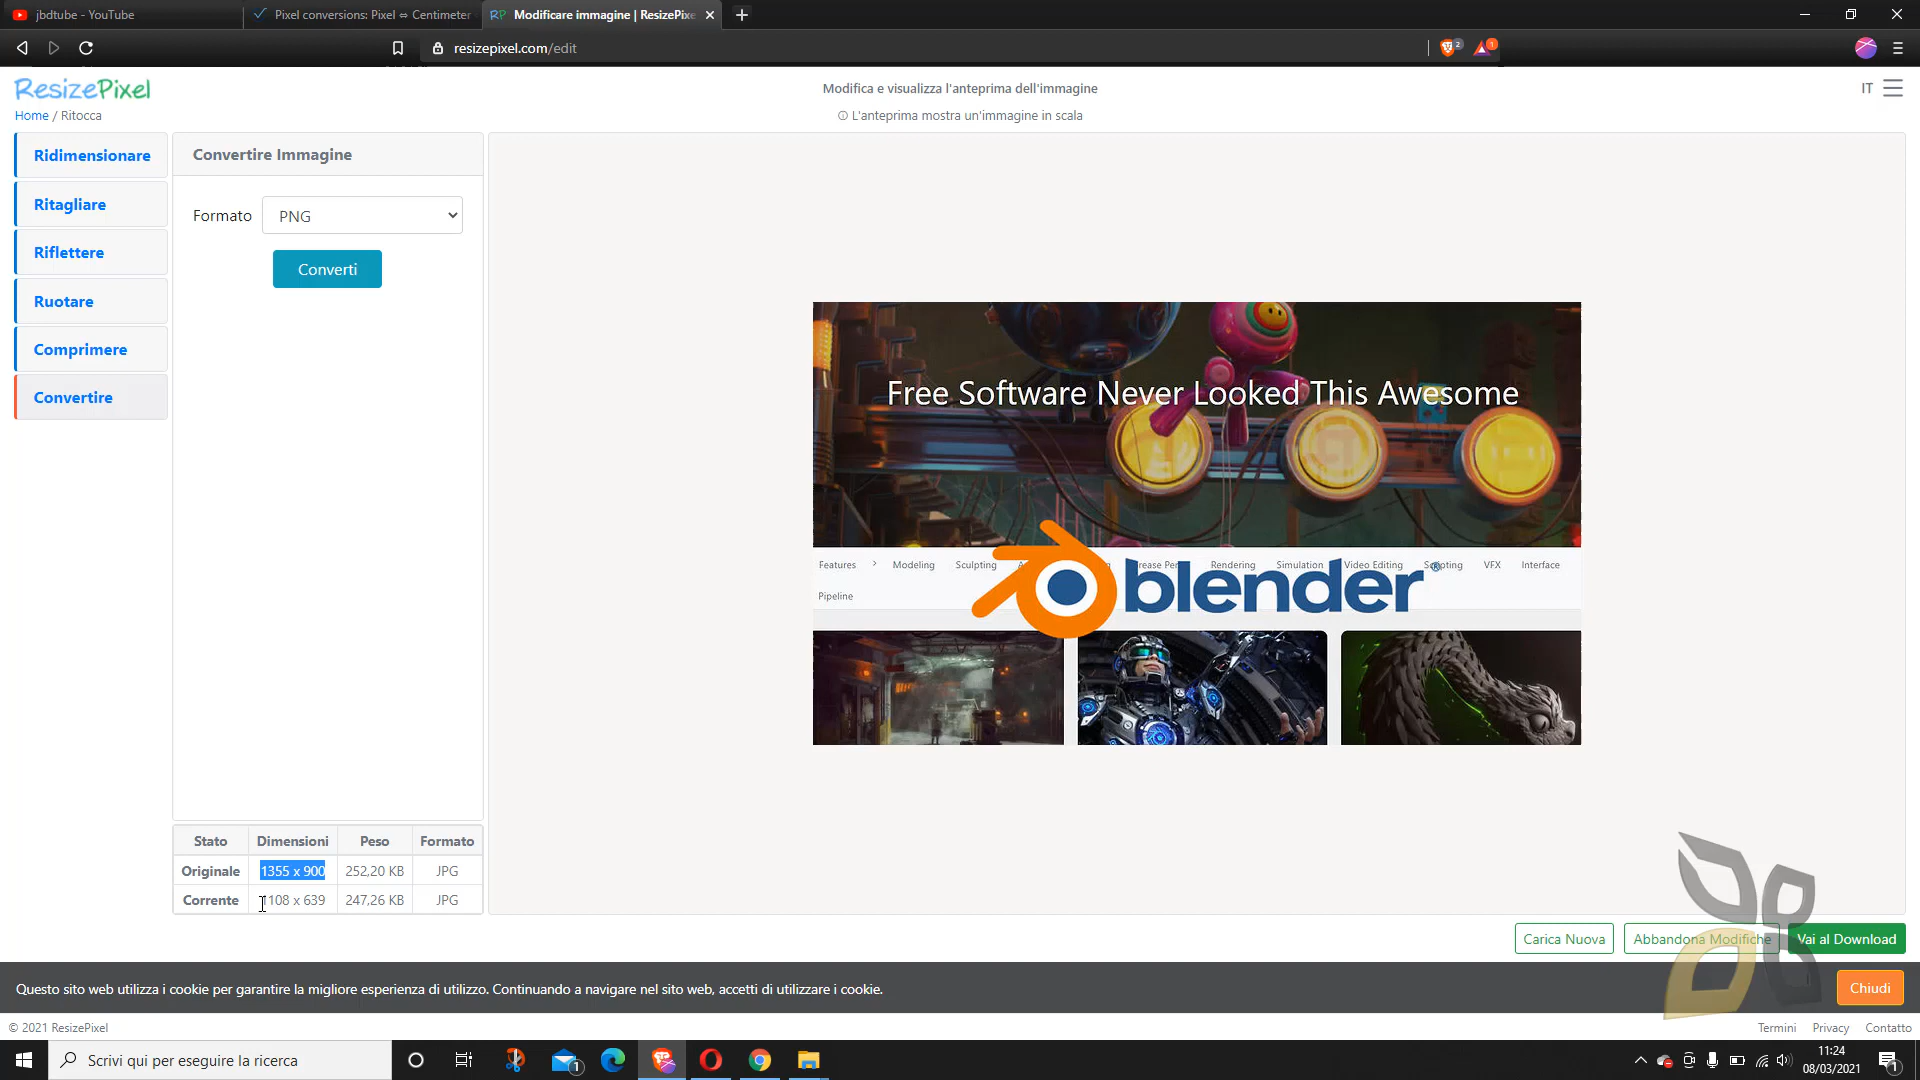 jbdtube - YouTube
Pixel conversions: Pixel ⇔ Centimeter
RP Modificare immagine | ResizePixe
resizepixel.com/edit
2
1
ResizePixel
Modifica e visualizza l'anteprima dell'immagine
IT
Home / Ritocca
L'anteprima mostra un'immagine in scala
Ridimensionare
Ritagliare
Riflettere
Ruotare
Comprimere
Convertire
Convertire Immagine
Formato
PNG
Converti
Free Software Never Looked This Awesome
Features > Modeling Sculpting Rendering Simulation Video Editing Scripting VFX Interface
Pipeline
blender®
Stato Dimensioni Peso Formato
Originale 1355 x 900 252,20 KB JPG
Corrente 1108 x 639 247,26 KB JPG
Carica Nuova
Abbandona Modifiche
Vai al Download
Questo sito web utilizza i cookie per garantire la migliore esperienza di utilizzo. Continuando a navigare nel sito web, accetti di utilizzare i cookie.
Chiudi
© 2021 ResizePixel
Termini Privacy Contatto
Scrivi qui per eseguire la ricerca
1
11:24
08/03/2021
1